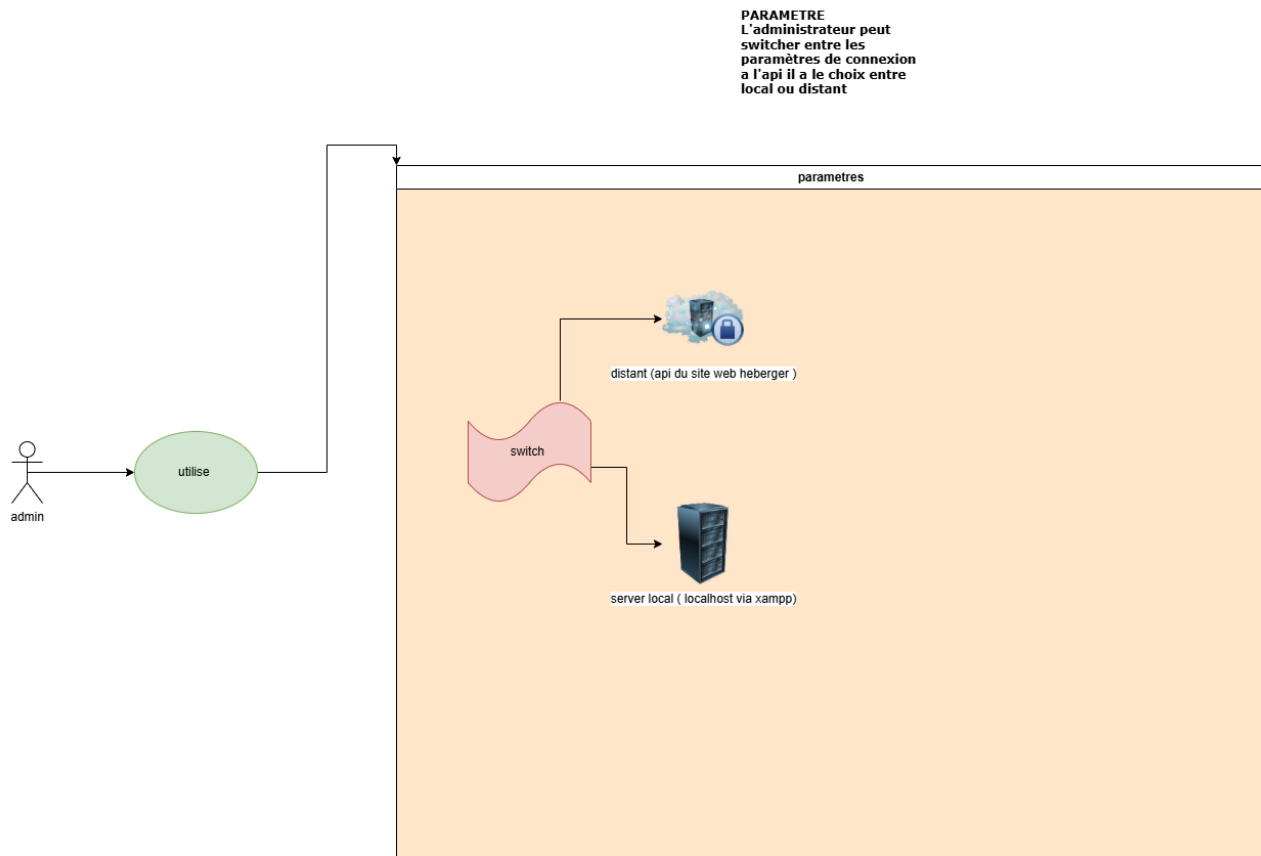 PARAMETRE
L'administrateur peut
switcher entre les
paramètres de connexion
a l'api il a le choix entre
local ou distant
parametres
distant (api du site web heberger )
switch
utilise
admin
server local ( localhost via xampp)